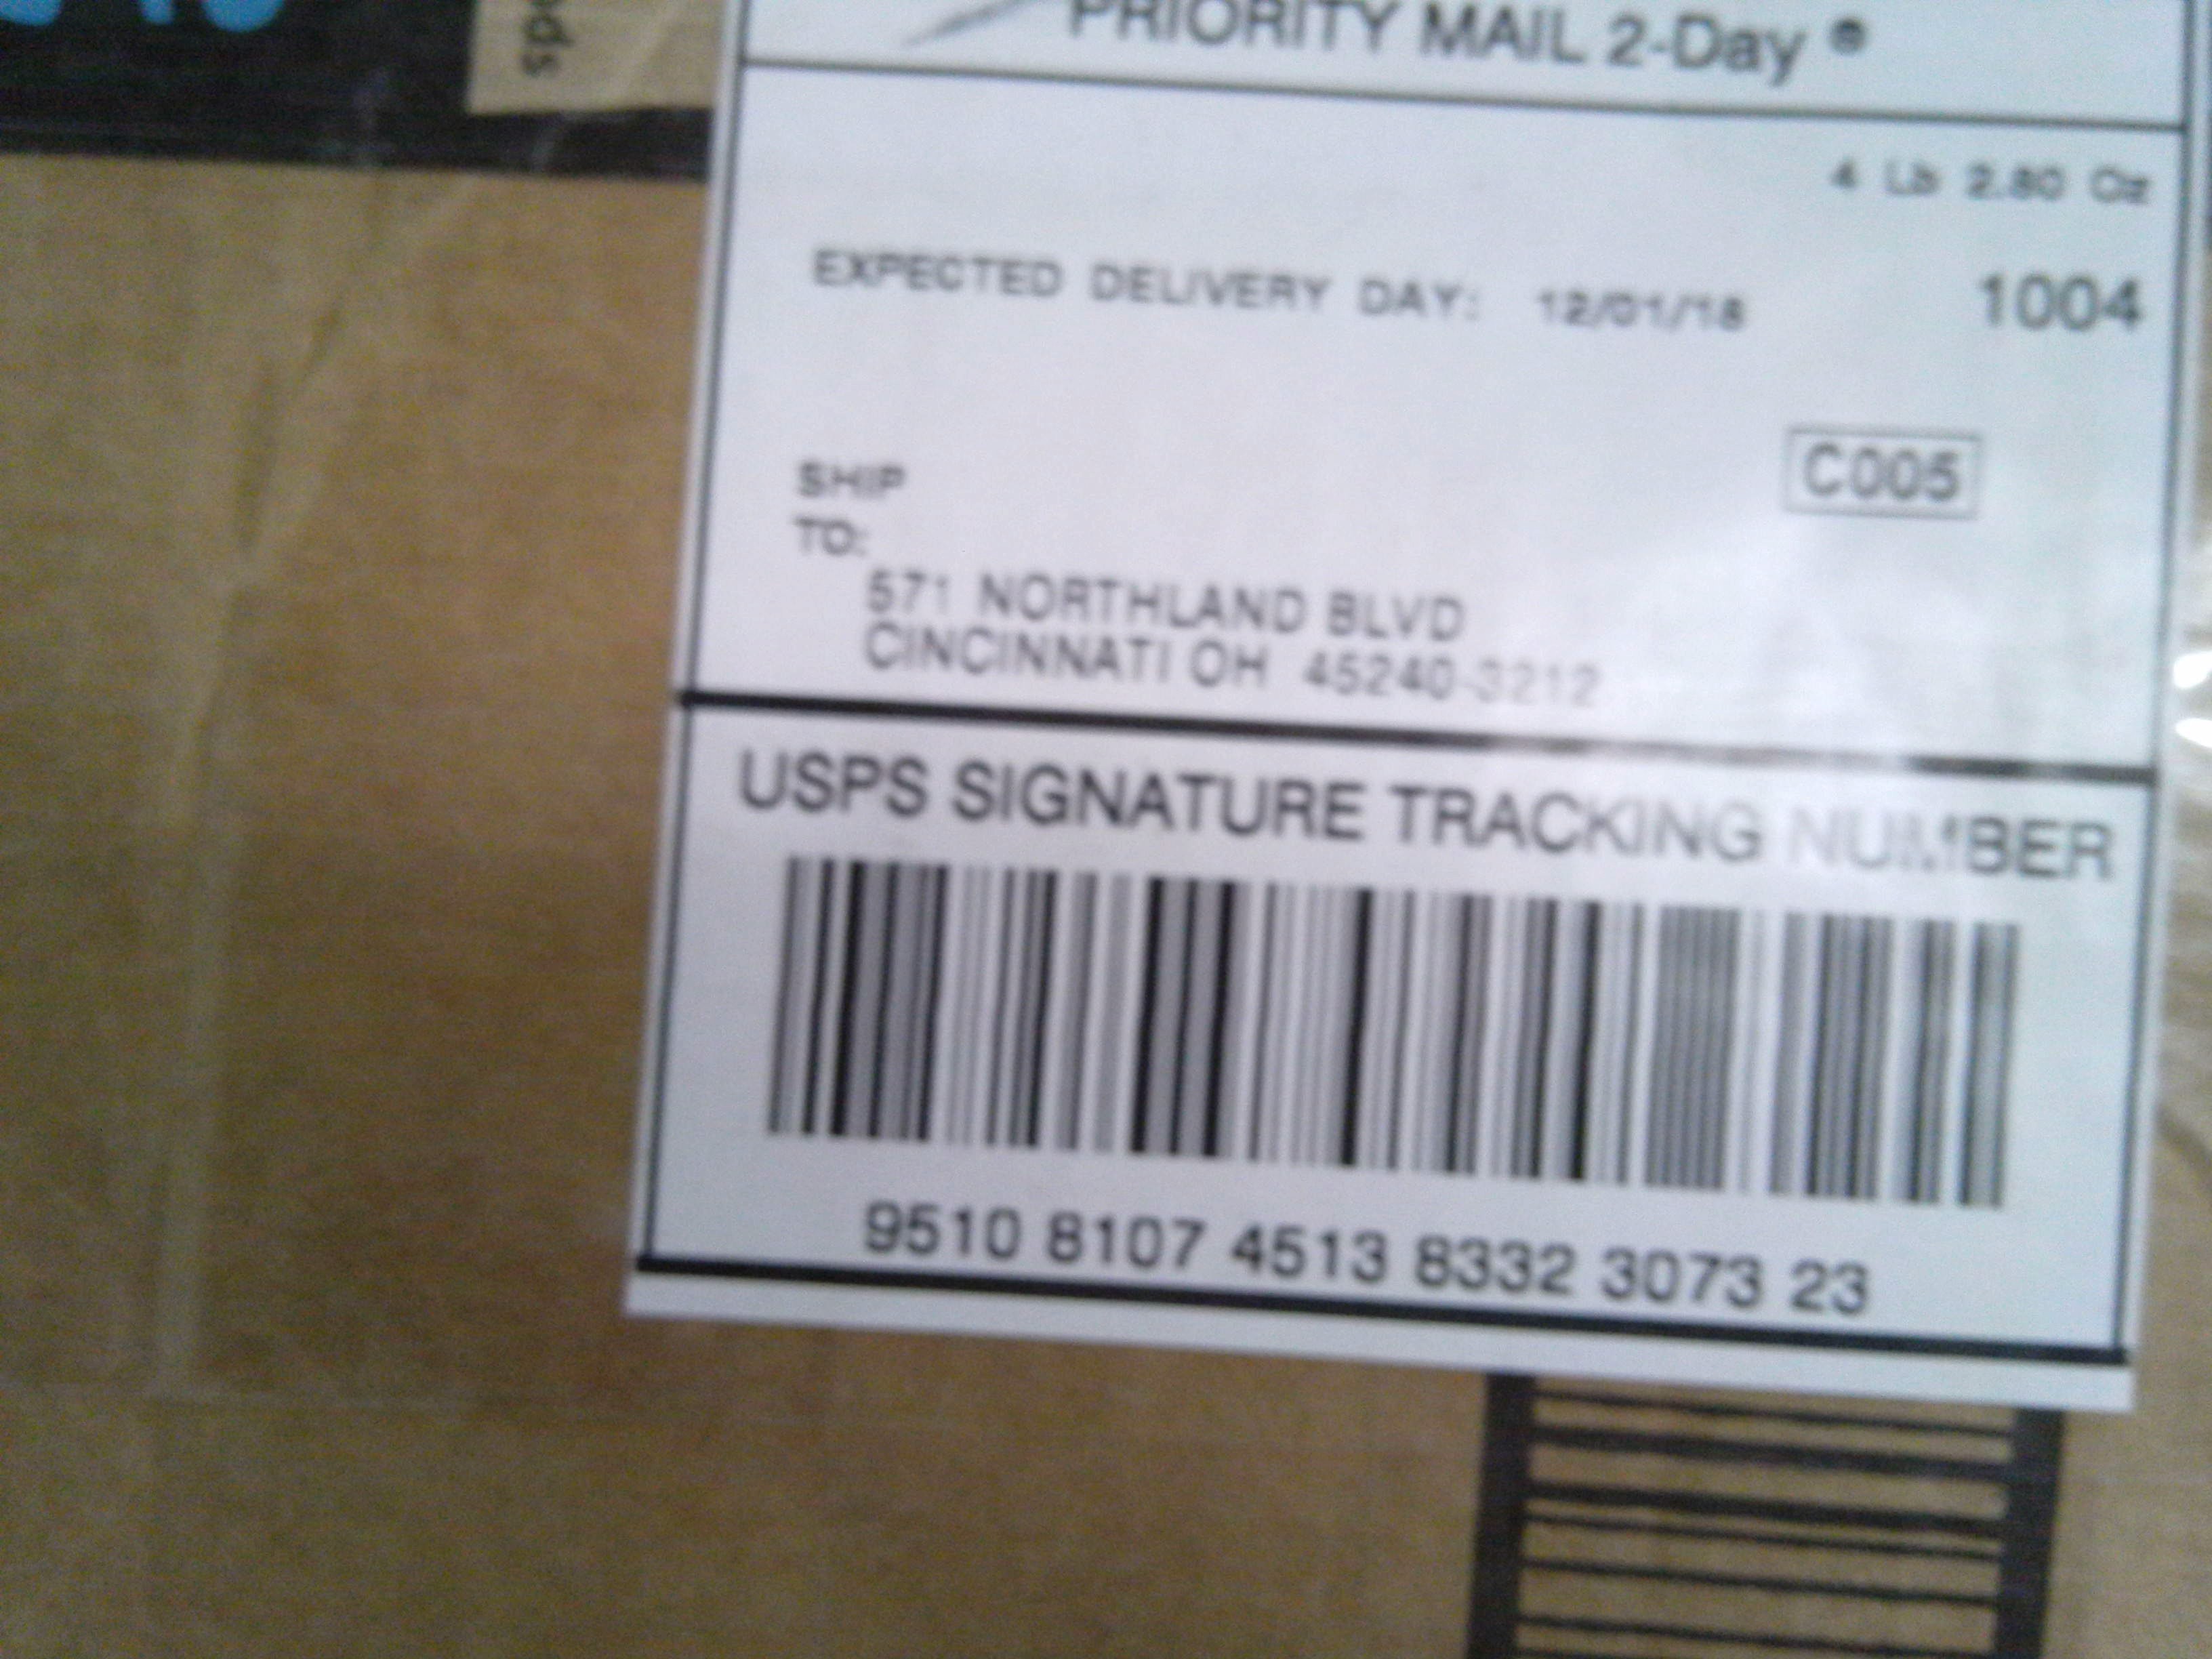 PRIORITY MAIL 2-Day ®
4 Lb 2.80 Oz
EXPECTED DELIVERY DAY: 12/01/18
1004
C005
SHIP
TO:
571 NORTHLAND BLVD
CINCINNATI OH 45240-3212
USPS SIGNATURE TRACKING NUMBER
9510 8107 4513 8332 3073 23